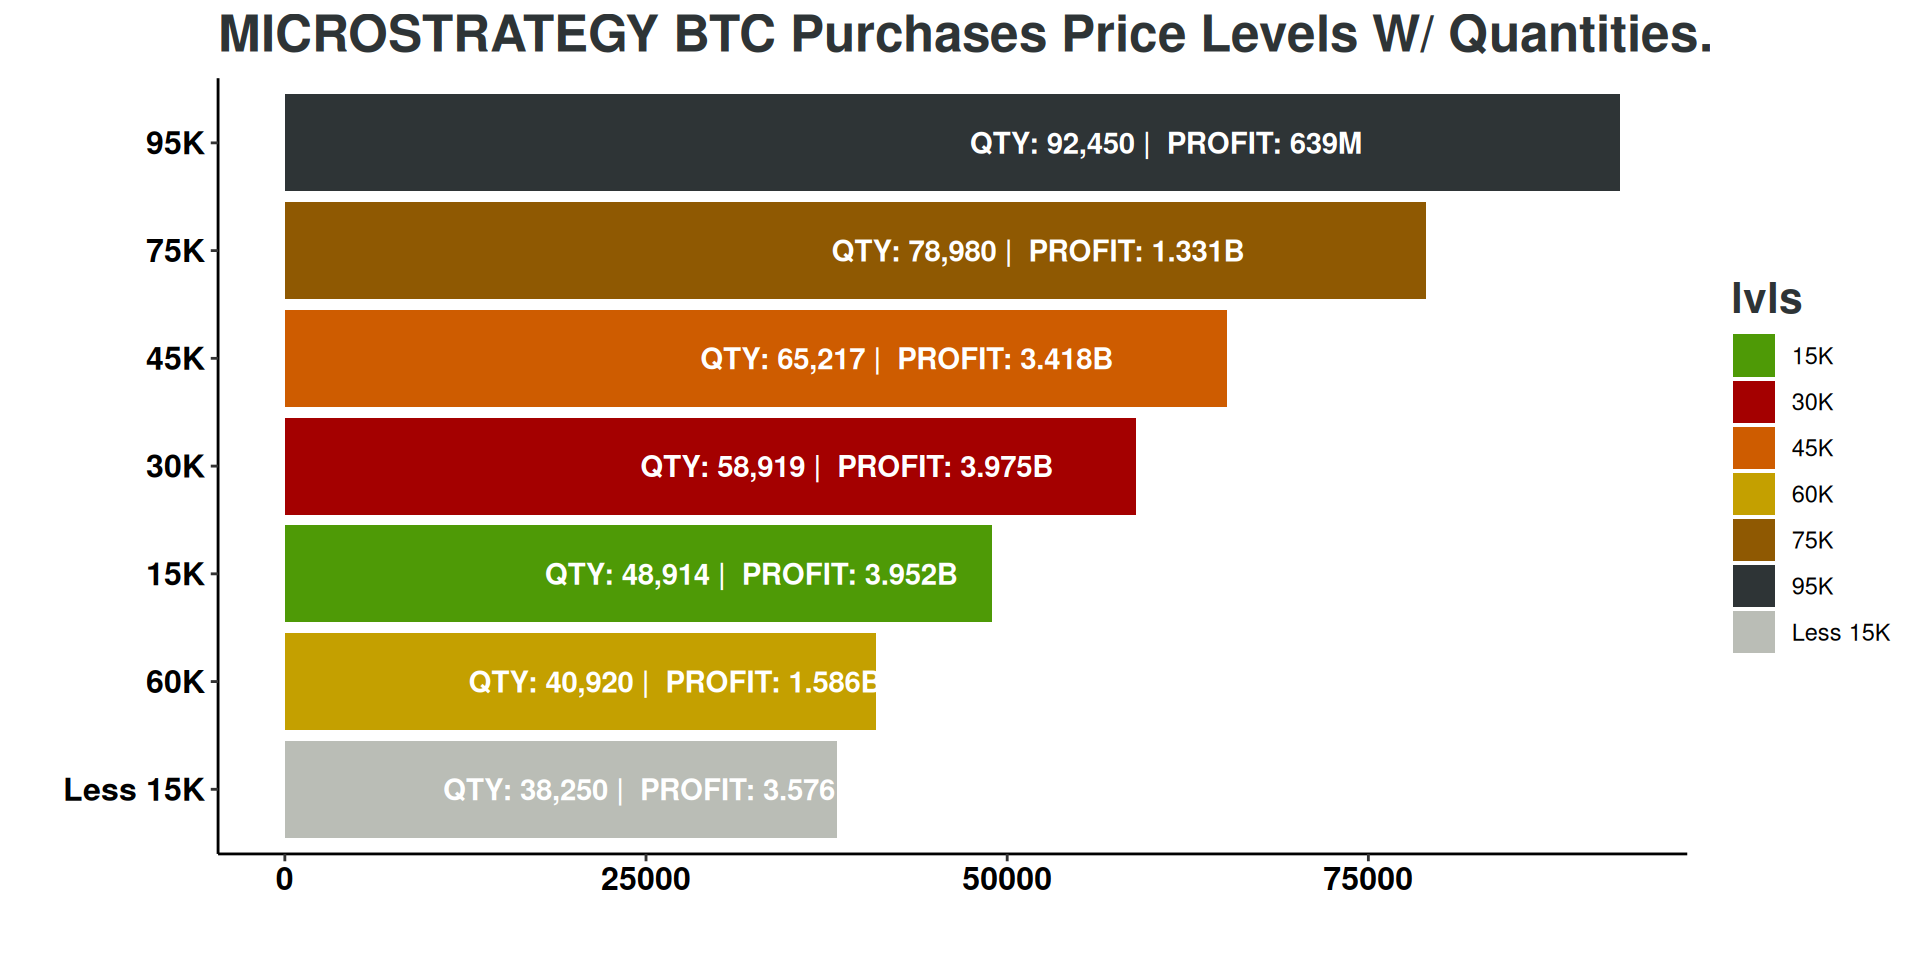 MICROSTRATEGY BTC Purchases Price Levels W/ Quantities.
95K
QTY: 92,450 | PROFIT: 639M
75K
QTY: 78,980 | PROFIT: 1.331B
45K
QTY: 65,217 | PROFIT: 3.418B
30K
QTY: 58,919 | PROFIT: 3.975B
15K
QTY: 48,914 | PROFIT: 3.952B
60K
QTY: 40,920 | PROFIT: 1.586B
Less 15K
QTY: 38,250 | PROFIT: 3.576
0 25000 50000 75000
lvls
15K
30K
45K
60K
75K
95K
Less 15K